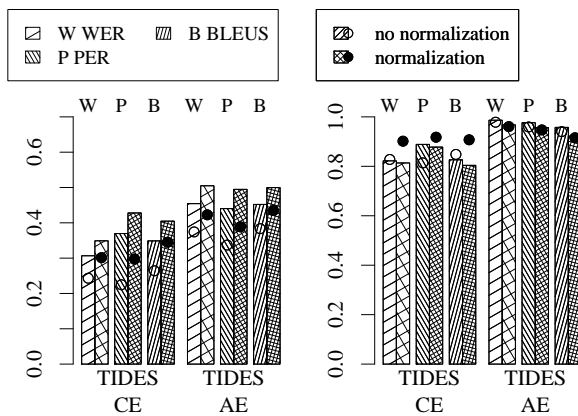 W WER B BLEUS
P PER
no normalization
normalization
W P B W P B
0.0 0.2 0.4 0.6
TIDES TIDES
CE AE
W P B W P B
0.0 0.2 0.4 0.6 0.8 1.0
TIDES TIDES
CE AE